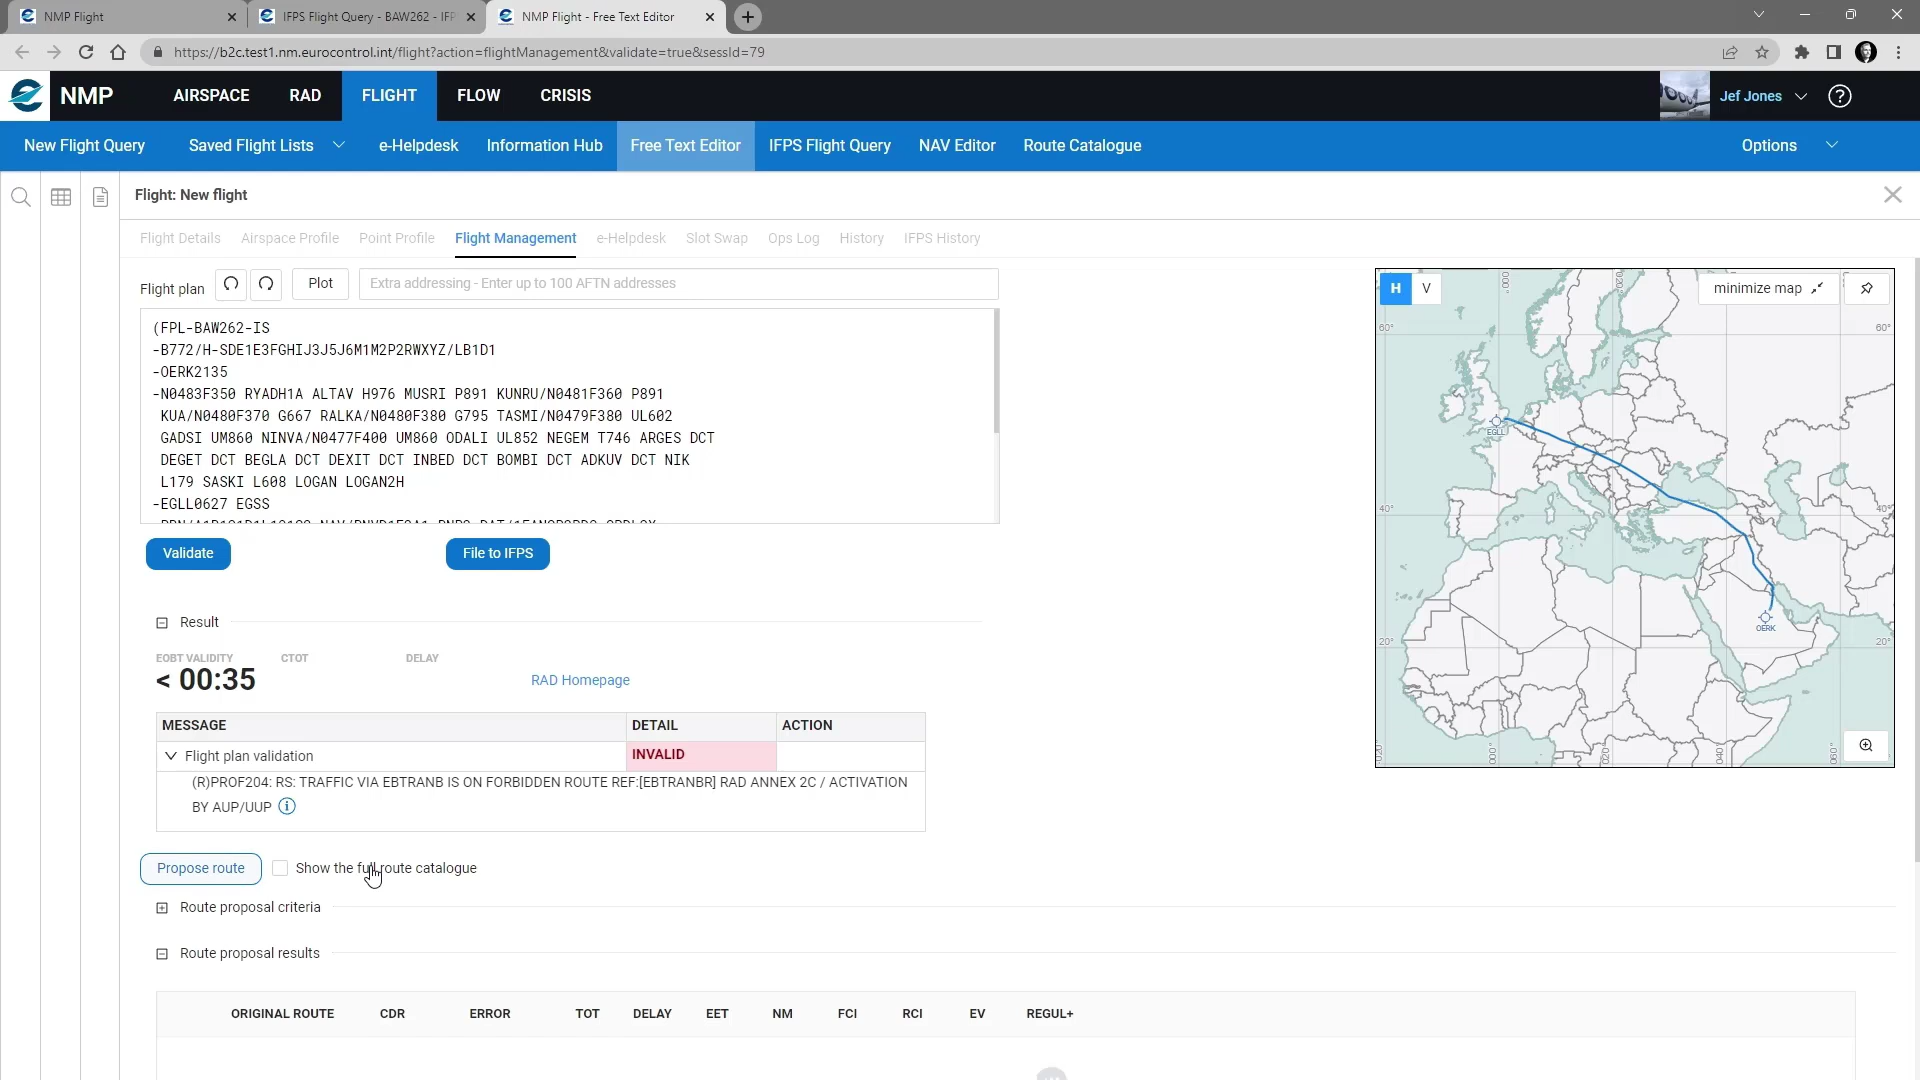 NMP Flight
IFPS Flight Query - BAW262 - IFP
NMP Flight - Free Text Editor
https://b2c.test1.nm.eurocontrol.int/flight?action=flightManagement&validate=true&sessId=79
NMP
AIRSPACE
RAD
FLIGHT
FLOW
CRISIS
Jef Jones
New Flight Query
Saved Flight Lists
e-Helpdesk
Information Hub
Free Text Editor
IFPS Flight Query
NAV Editor
Route Catalogue
Options
Flight: New flight
Flight Details
Airspace Profile
Point Profile
Flight Management
e-Helpdesk
Slot Swap
Ops Log
History
IFPS History
Flight plan
Plot
Extra addressing - Enter up to 100 AFTN addresses
(FPL-BAW262-IS
-B772/H-SDE1E3FGHIJ3J5J6M1M2P2RWXYZ/LB1D1
-OERK2135
-N0483F350 RYADH1A ALTAV H976 MUSRI P891 KUNRU/N0481F360 P891
KUA/N0480F370 G667 RALKA/N0480F380 G795 TASMI/N0479F380 UL602
GADSI UM860 NINVA/N0477F400 UM860 ODALI UL852 NEGEM T746 ARGES DCT
DEGET DCT BEGLA DCT DEXIT DCT INBED DCT BOMBI DCT ADKUV DCT NIK
L179 SASKI L608 LOGAN LOGAN2H
-EGLL0627 EGSS
H
V
minimize map
60°
60°
40°
40°
20°
20°
EGLL
OERK
Validate
File to IFPS
Result
EOBT VALIDITY
CTOT
DELAY
< 00:35
RAD Homepage
MESSAGE
DETAIL
ACTION
Flight plan validation
INVALID
(R)PROF204: RS: TRAFFIC VIA EBTRANB IS ON FORBIDDEN ROUTE REF:[EBTRANBR] RAD ANNEX 2C / ACTIVATION
BY AUP/UUP
Propose route
Show the full route catalogue
Route proposal criteria
Route proposal results
ORIGINAL ROUTE
CDR
ERROR
TOT
DELAY
EET
NM
FCI
RCI
EV
REGUL+